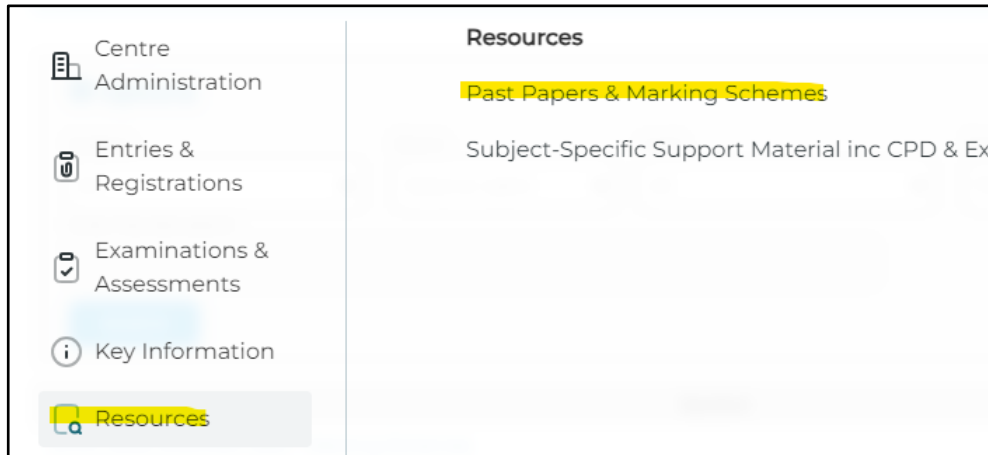 Centre
Administration
Entries &
Registrations
Examinations &
Assessments
Key Information
Resources
Resources
Past Papers & Marking Schemes
Subject-Specific Support Material inc CPD & Ex